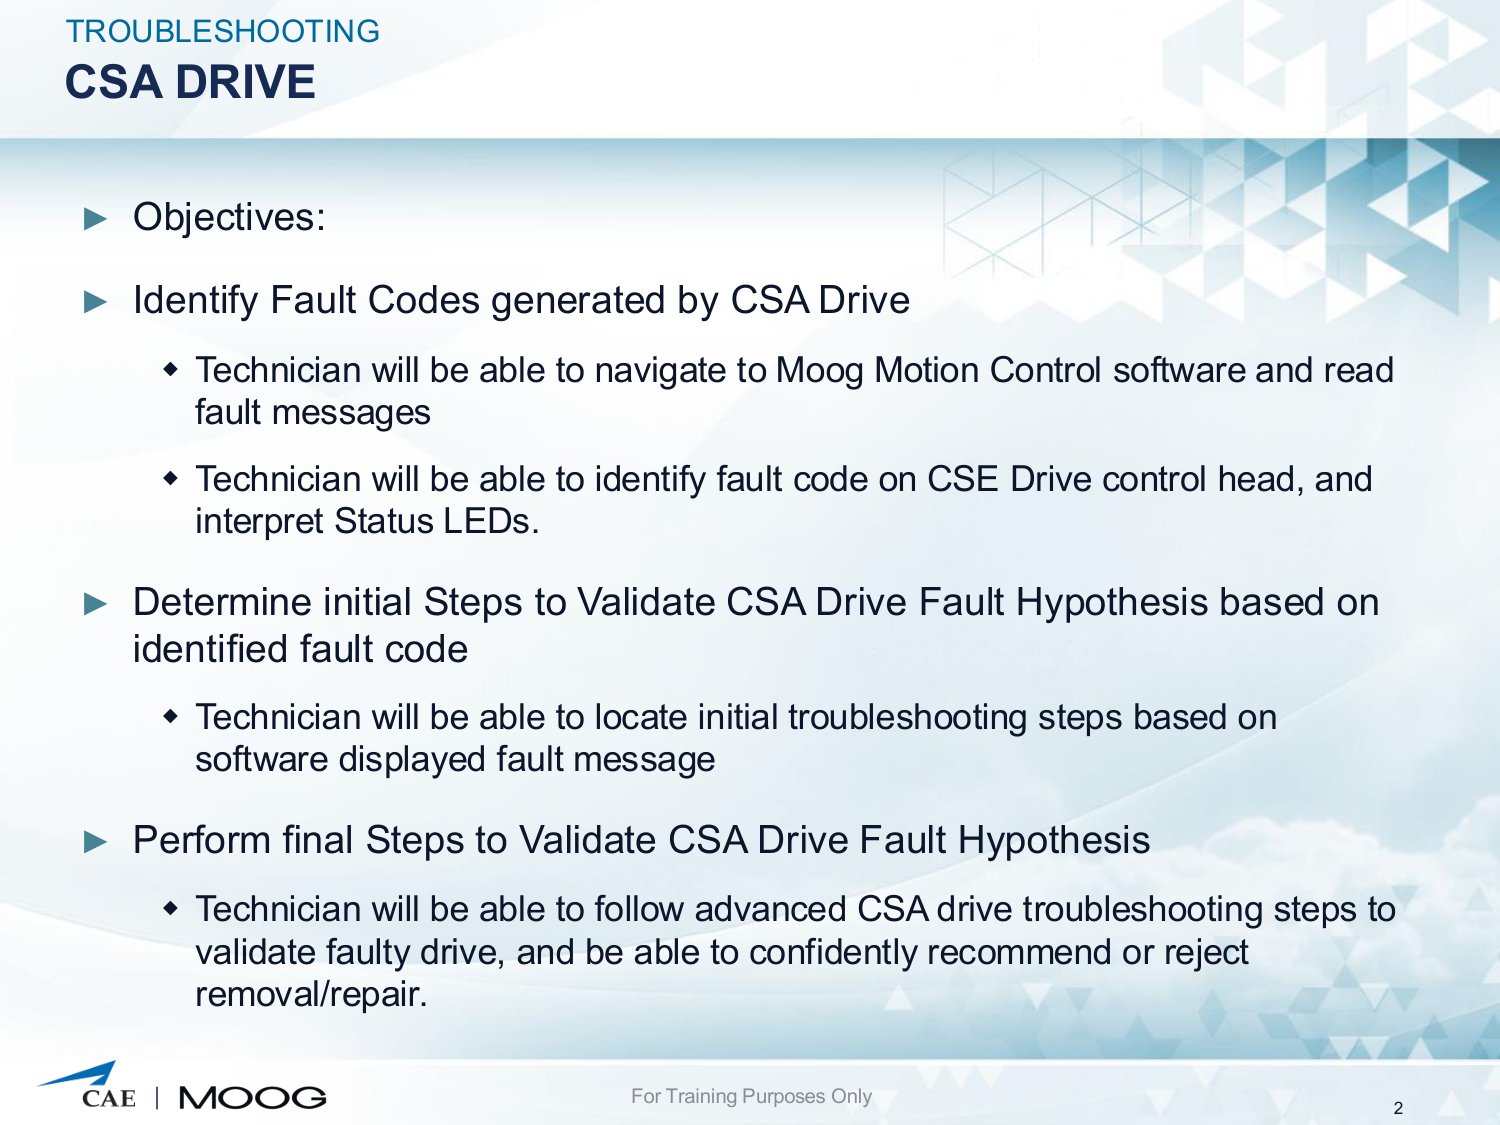 TROUBLESHOOTING
CSA DRIVE
► Objectives:
► Identify Fault Codes generated by CSA Drive
◆ Technician will be able to navigate to Moog Motion Control software and read
fault messages
◆ Technician will be able to identify fault code on CSE Drive control head, and
interpret Status LEDs.
► Determine initial Steps to Validate CSA Drive Fault Hypothesis based on
identified fault code
◆ Technician will be able to locate initial troubleshooting steps based on
software displayed fault message
► Perform final Steps to Validate CSA Drive Fault Hypothesis
◆ Technician will be able to follow advanced CSA drive troubleshooting steps to
validate faulty drive, and be able to confidently recommend or reject
removal/repair.
CAE | MOOG
For Training Purposes Only
2